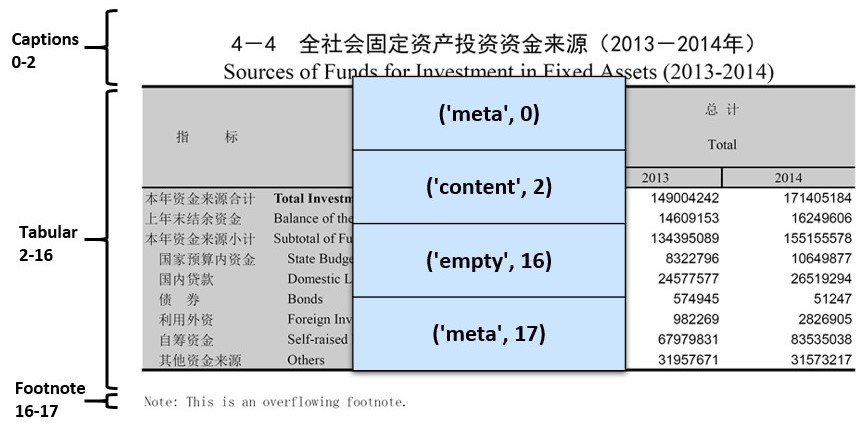 Captions
0-2
4－4　全社会固定资产投资资金来源（2013－2014年）
Sources of Funds for Investment in Fixed Assets (2013-2014)
Tabular
2-16
指　标
总 计
Total
2013 2014
本年资金来源合计 Total 149004242 171405184
上年末结余资金 Balance of the 14609153 16249606
本年资金来源小计 Subtotal of 134395089 155155578
国家预算内资金 State 8322796 10649877
国内贷款 Domestic 24577577 26519294
债　券 Bonds 574945 51247
利用外资 Foreign 982269 2826905
自筹资金 Self-raised 67979831 83535038
其他资金来源 Others 31957671 31573217
('meta', 0)
('content', 2)
('empty', 16)
('meta', 17)
Footnote
16-17
Note: This is an overflowing footnote.